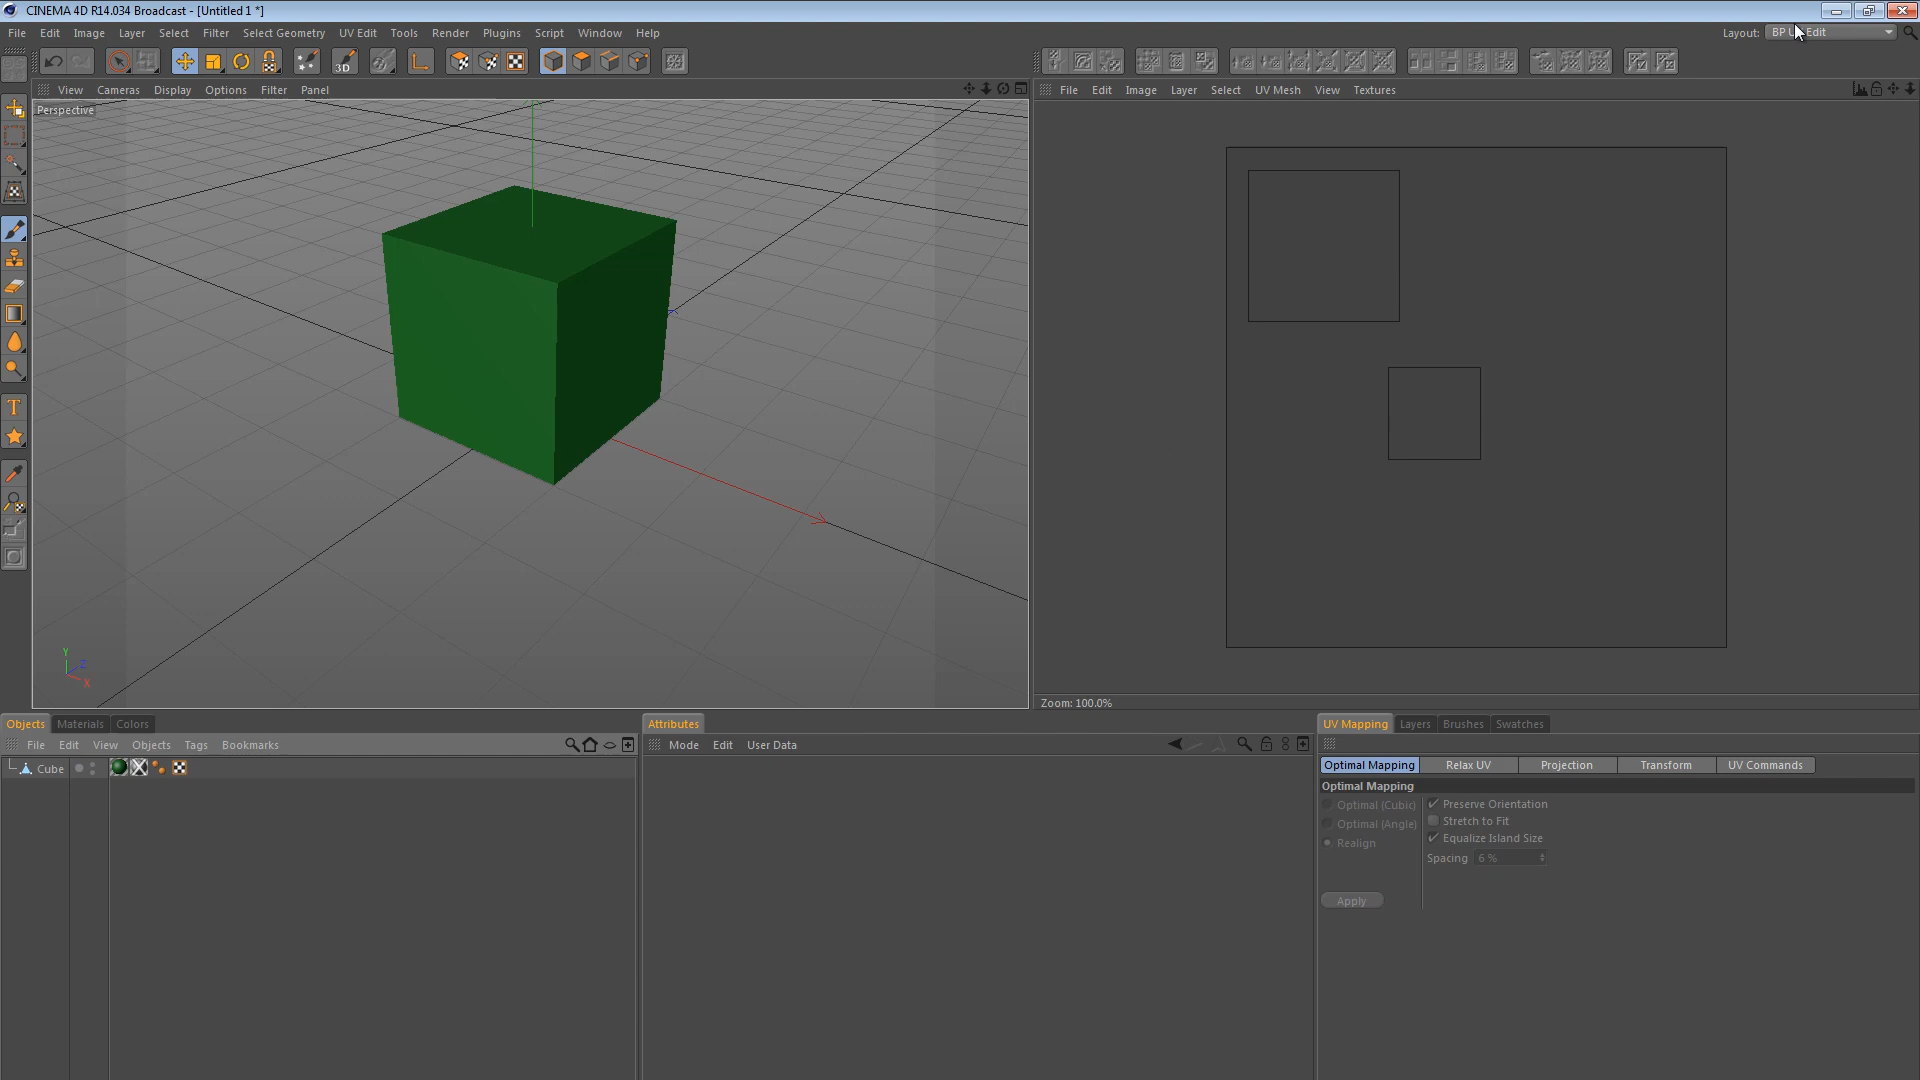 CINEMA 4D R14.034 Broadcast - [Untitled 1 *]
File Edit Image Layer Select Filter Select Geometry UV Edit Tools Render Plugins Script Window Help
Layout: BP Edit
View Cameras Display Options Filter Panel
File Edit Image Layer Select UV Mesh View Textures
Perspective
3D
T
Y
Z
X
Zoom: 100.0%
Objects Materials Colors
Attributes
UV Mapping Layers Brushes Swatches
File Edit View Objects Tags Bookmarks
Mode Edit User Data
Cube
Optimal Mapping Relax UV Projection Transform UV Commands
Optimal Mapping
Optimal (Cubic) Preserve Orientation
Optimal (Angle) Stretch to Fit
Realign Equalize Island Size
Spacing 6 %
Apply